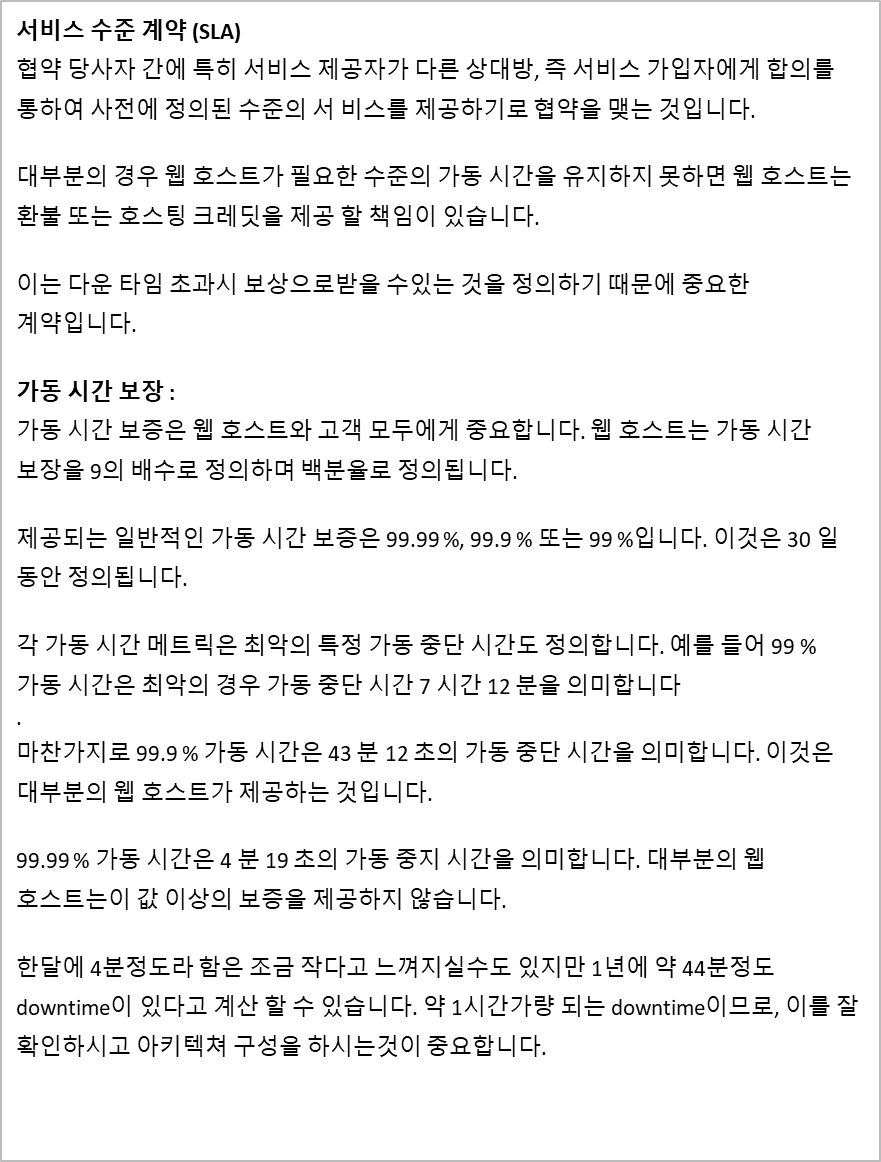 서비스 수준 계약 (SLA)
협약 당사자 간에 특히 서비스 제공자가 다른 상대방, 즉 서비스 가입자에게 합의를
통하여 사전에 정의된 수준의 서 비스를 제공하기로 협약을 맺는 것입니다.
대부분의 경우 웹 호스트가 필요한 수준의 가동 시간을 유지하지 못하면 웹 호스트는
환불 또는 호스팅 크레딧을 제공 할 책임이 있습니다.
이는 다운 타임 초과시 보상으로받을 수있는 것을 정의하기 때문에 중요한
계약입니다.
가동 시간 보장 :
가동 시간 보증은 웹 호스트와 고객 모두에게 중요합니다. 웹 호스트는 가동 시간
보장을 9의 배수로 정의하며 백분율로 정의됩니다.
제공되는 일반적인 가동 시간 보증은 99.99 %, 99.9 % 또는 99 %입니다. 이것은 30 일
동안 정의됩니다.
각 가동 시간 메트릭은 최악의 특정 가동 중단 시간도 정의합니다. 예를 들어 99 %
가동 시간은 최악의 경우 가동 중단 시간 7 시간 12 분을 의미합니다
.
마찬가지로 99.9 % 가동 시간은 43 분 12 초의 가동 중단 시간을 의미합니다. 이것은
대부분의 웹 호스트가 제공하는 것입니다.
99.99 % 가동 시간은 4 분 19 초의 가동 중지 시간을 의미합니다. 대부분의 웹
호스트는이 값 이상의 보증을 제공하지 않습니다.
한달에 4분정도라 함은 조금 작다고 느껴지실수도 있지만 1년에 약 44분정도
downtime이 있다고 계산 할 수 있습니다. 약 1시간가량 되는 downtime이므로, 이를 잘
확인하시고 아키텍쳐 구성을 하시는것이 중요합니다.